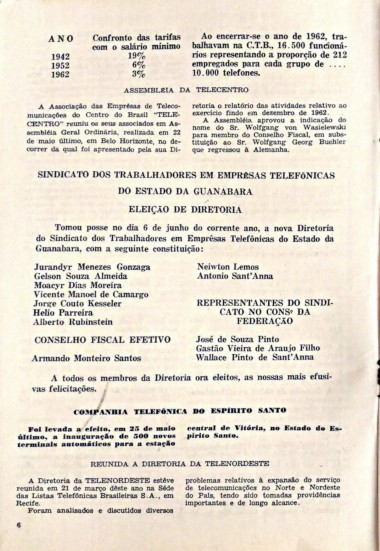 ANO Confronto das tarifas
com o salário mínimo
1942 19%
1952 6%
1962 3%
Ao encerrar-se o ano de 1962, tra-
balhavam na C.T.B., 16.500 funcioná-
rios representando a proporção de 212
empregados para cada grupo de ....
10.000 telefones.
ASSEMBLÉIA DA TELECENTRO
A Associação das Emprêsas de Teleco-
municações do Centro do Brasil "TELE-
CENTRO" reuniu os seus associados em As-
sembléia Geral Ordinária, realizada em 22
de maio último, em Belo Horizonte, no de-
correr da qual foi apresentado pela sua Di-
retoria o relatório das atividades relativo ao
exercício findo em dezembro de 1962.
A Assembléia aprovou a indicação do
nome do Sr. Wolfgang von Wasielewski
para membro do Conselho Fiscal, em subs-
tituição ao Sr. Wolfgang Georg Buehler
que regressou à Alemanha.
SINDICATO DOS TRABALHADORES EM EMPRÊSAS TELEFÔNICAS
DO ESTADO DA GUANABARA
ELEIÇÃO DE DIRETORIA
Tomou posse no dia 6 de junho do corrente ano, a nova Diretoria
do Sindicato dos Trabalhadores em Emprêsas Telefônicas do Estado da
Guanabara, com a seguinte constituição:
Jurandyr Menezes Gonzaga
Gelson Souza Almeida
Moacyr Dias Moreira
Vicente Manoel de Camargo
Jorge Couto Kesseler
Helio Parreira
Alberto Rubinstein
CONSELHO FISCAL EFETIVO
Armando Monteiro Santos
Neiwton Lemos
Antonio Sant'Anna
REPRESENTANTES DO SINDI-
CATO NO CONSº DA
FEDERAÇÃO
José de Souza Pinto
Gastão Vieira de Araujo Filho
Wallace Pinto de Sant'Anna
A todos os membros da Diretoria ora eleitos, as nossas mais efusi-
vas felicitações.
COMPANHIA TELEFÔNICA DO ESPÍRITO SANTO
Foi levada a efeito, em 25 de maio
último, a inauguração de 500 novos
terminais automáticos para a estação
central de Vitória, no Estado do Es-
pírito Santo.
REUNIDA A DIRETORIA DA TELENORDESTE
A Diretoria da TELENORDESTE estêve
reunida em 21 de março dêste ano na Séde
das Listas Telefônicas Brasileiras S.A., em
Recife.
Foram analisados e discutidos diversos
problemas relativos à expansão do serviço
de telecomunicações no Norte e Nordeste
do País, tendo sido tomadas providências
importantes e de longo alcance.
6